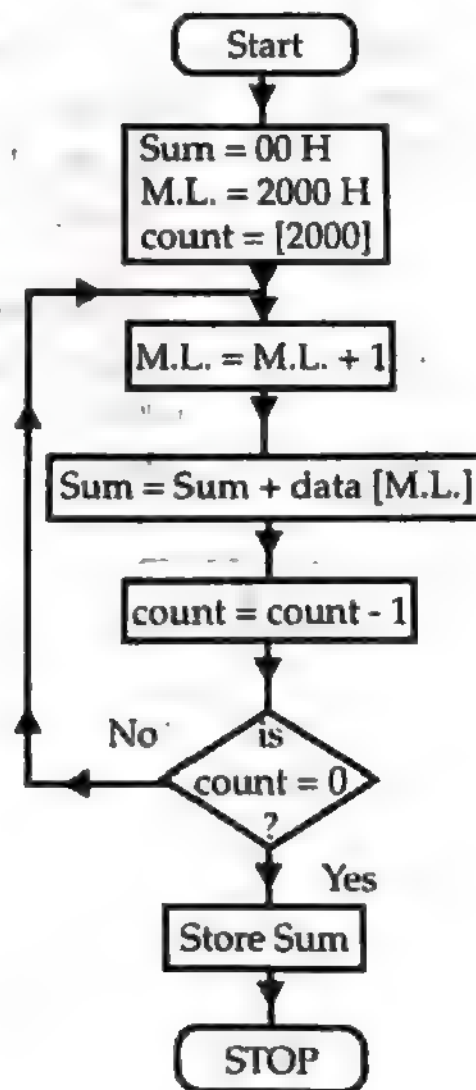 Start
Sum = 00 H
M.L. = 2000 H
count = [2000]
M.L. = M.L. + 1
Sum = Sum + data [M.L.]
count = count - 1
No
is
count = 0
?
Yes
Store Sum
STOP